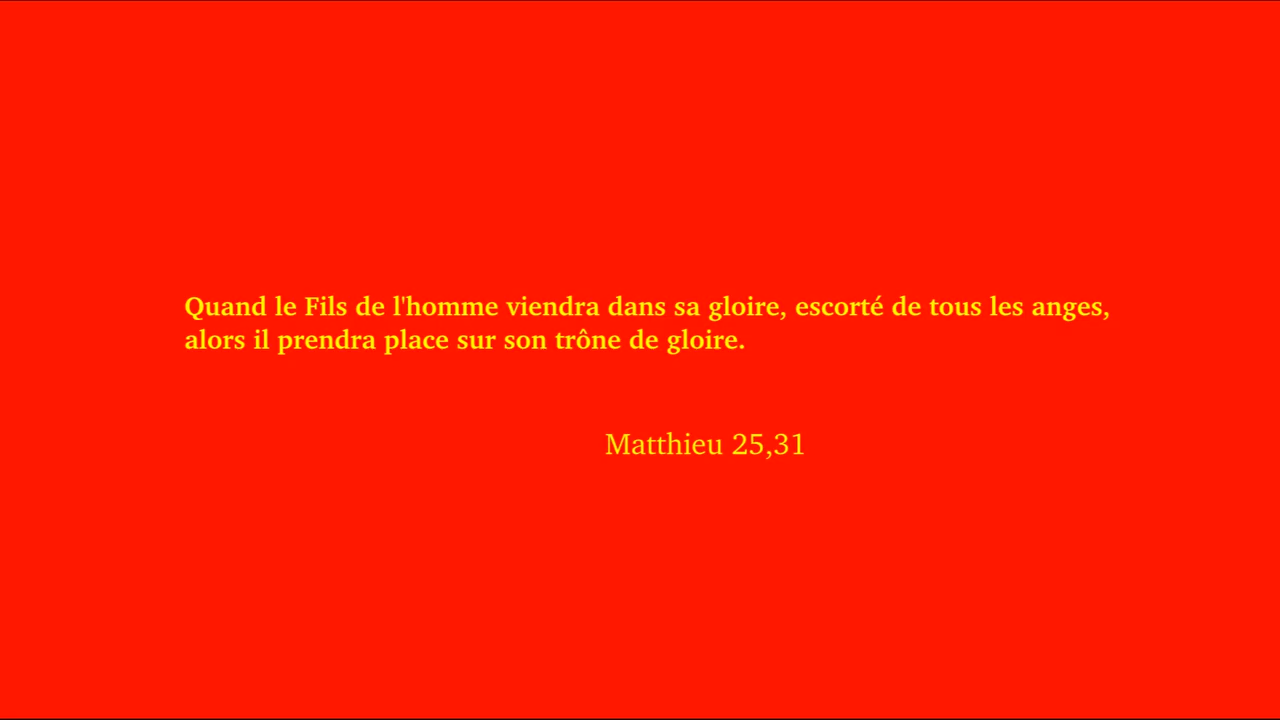 Quand le Fils de l'homme viendra dans sa gloire, escorté de tous les anges,
alors il prendra place sur son trône de gloire.
Matthieu 25,31